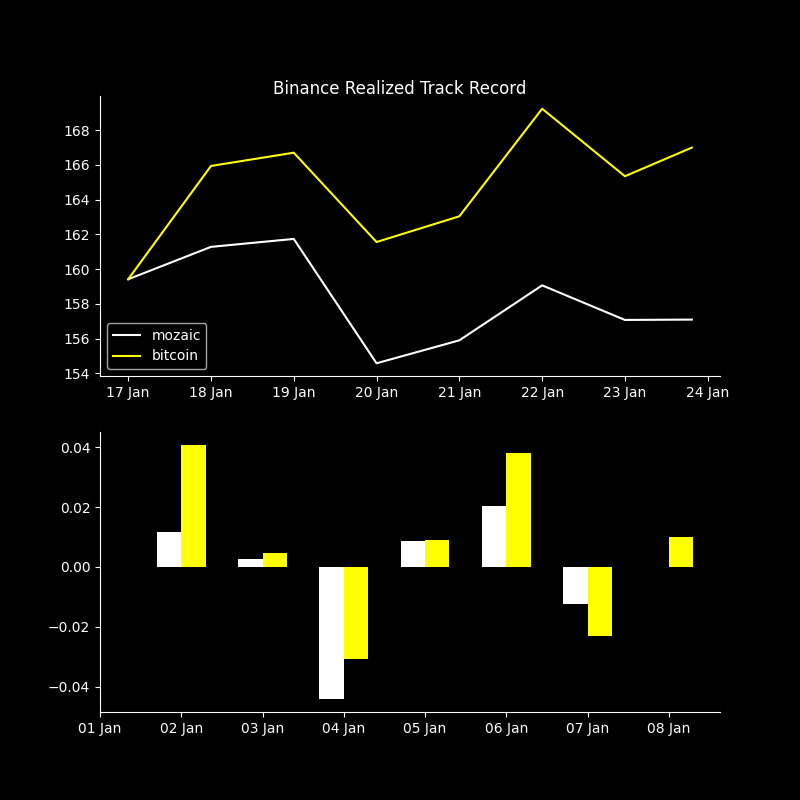 Binance Realized Track Record
168
166
164
162
160
158
156
154
mozaic
bitcoin
17 Jan 18 Jan 19 Jan 20 Jan 21 Jan 22 Jan 23 Jan 24 Jan
0.04
0.02
0.00
−0.02
−0.04
01 Jan 02 Jan 03 Jan 04 Jan 05 Jan 06 Jan 07 Jan 08 Jan